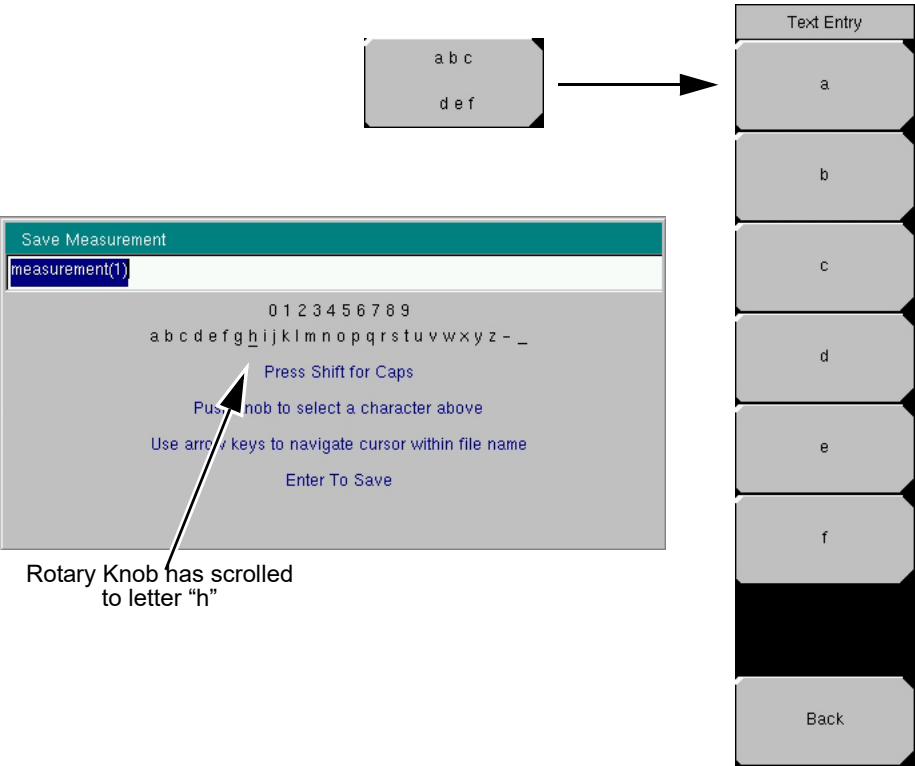 a b c
d e f
Save Measurement
measurement(1)
0 1 2 3 4 5 6 7 8 9
a b c d e f g h i j k l m n o p q r s t u v w x y z – _
Press Shift for Caps
Push knob to select a character above
Use arrow keys to navigate cursor within file name
Enter To Save
Rotary Knob has scrolled
to letter “h”
Text Entry
a
b
c
d
e
f
Back